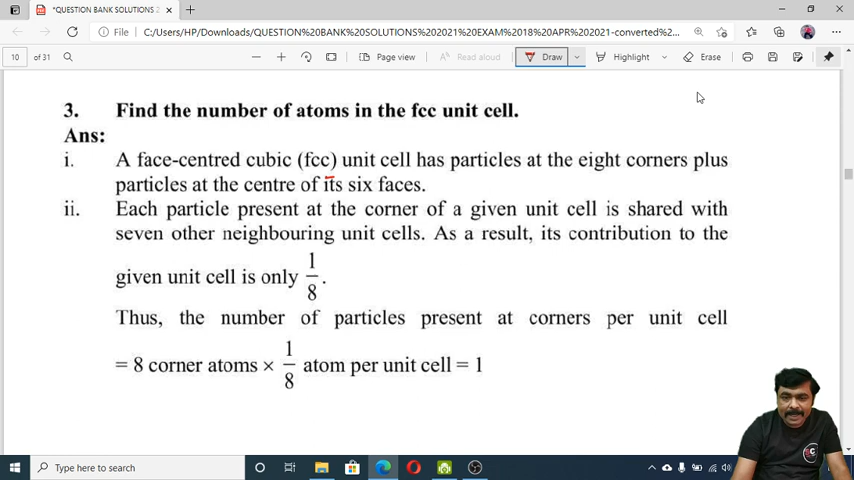 *QUESTION BANK SOLUTIONS 2
C:/Users/HP/Downloads/QUESTION%20BANK%20SOLUTIONS%202021%20EXAM%2018%20APR%202021-converted%2...
10 of 31
Page view
Read aloud
Draw
Highlight
Erase
3. Find the number of atoms in the fcc unit cell.
Ans:
i. A face-centred cubic (fcc) unit cell has particles at the eight corners plus
particles at the centre of its six faces.
ii. Each particle present at the corner of a given unit cell is shared with
seven other neighbouring unit cells. As a result, its contribution to the
given unit cell is only 1/8.
Thus, the number of particles present at corners per unit cell
= 8 corner atoms × 1/8 atom per unit cell = 1
Type here to search